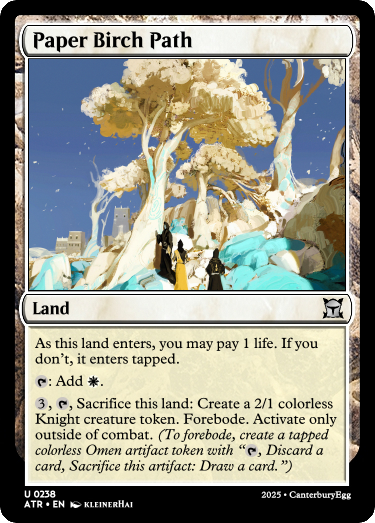 Paper Birch Path
Land
As this land enters, you may pay 1 life. If you
don't, it enters tapped.
: Add .
3, , Sacrifice this land: Create a 2/1 colorless
Knight creature token. Forebode. Activate only
outside of combat. (To forebode, create a tapped
colorless Omen artifact token with “, Discard a
card, Sacrifice this artifact: Draw a card.”)
U 0238
ATR • EN KLEINERHAI
2025 • CanterburyEgg